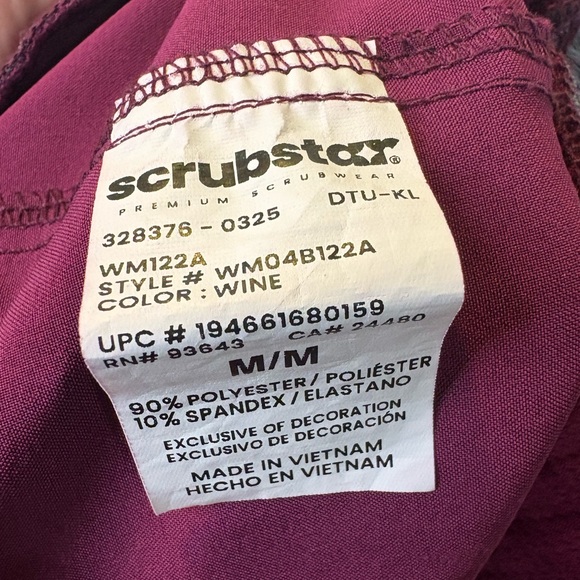 scrubstar®
PREMIUM SCRUBWEAR
DTU-KL
328376 - 0325
WM122A
STYLE # WM04B122A
COLOR : WINE
UPC # 194661680159
RN# 93643 CA# 24480
M/M
90% POLYESTER / POLIÉSTER
10% SPANDEX / ELASTANO
EXCLUSIVE OF DECORATION
EXCLUSIVO DE DECORACIÓN
MADE IN VIETNAM
HECHO EN VIETNAM